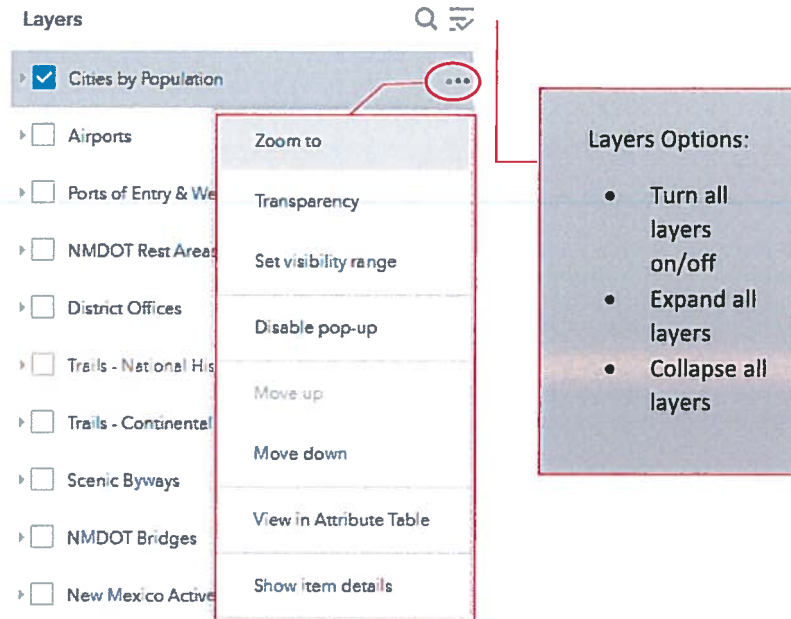 Layers
Cities by Population
Airports
Ports of Entry & We
NMDOT Rest Areas
District Offices
Trails - National His
Trails - Continental
Scenic Byways
NMDOT Bridges
New Mexico Active
Zoom to
Transparency
Set visibility range
Disable pop-up
Move up
Move down
View in Attribute Table
Show item details
Layers Options:
• Turn all
layers
on/off
• Expand all
layers
• Collapse all
layers